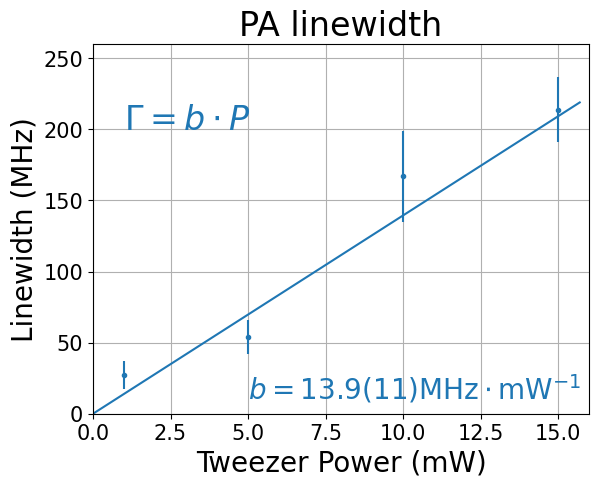 PA linewidth
Linewidth (MHz)
250
200
150
100
50
0
Γ = b · P
b = 13.9(11)MHz · mW⁻¹
0.0 2.5 5.0 7.5 10.0 12.5 15.0
Tweezer Power (mW)